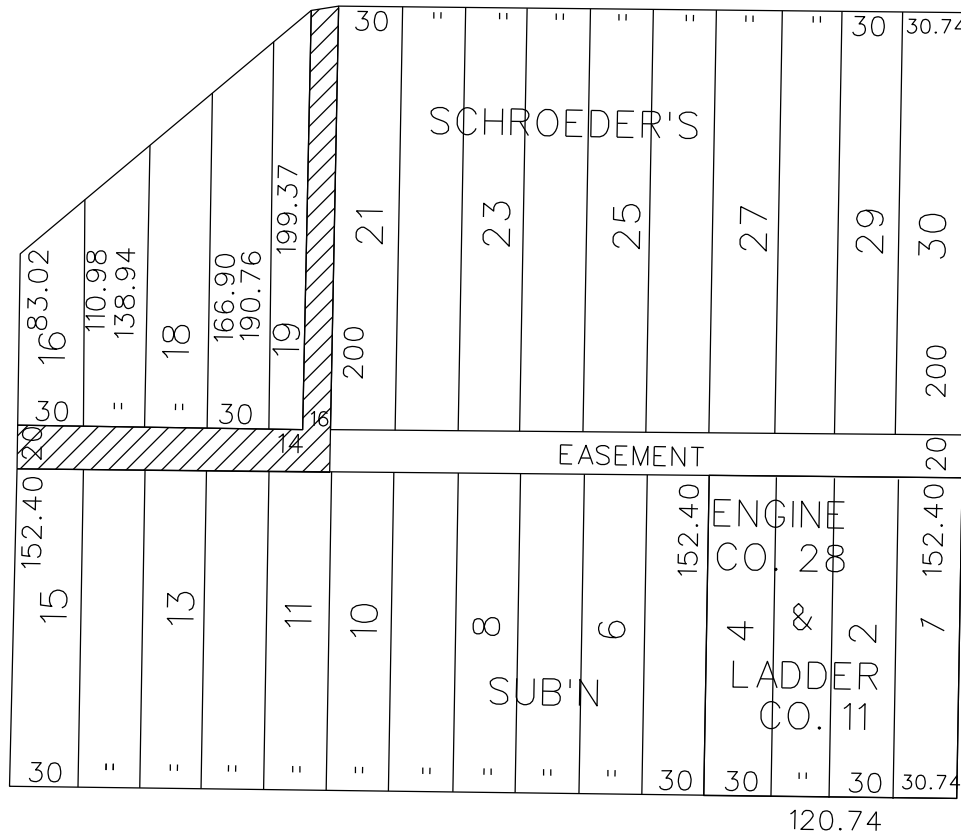 30 " " " " " " " 30 30.74
SCHROEDER'S
21 23 25 27 29 30
83.02 110.98 138.94 166.90 190.76 199.37
16 18 19
200 200
30 " " 30 16
20 14 EASEMENT 20
152.40 152.40 152.40
ENGINE
CO. 28
15 13 11 10 8 6 4 & 2 1
SUB'N
LADDER
CO. 11
30 " " " " " " " " " 30 30 " 30 30.74
120.74